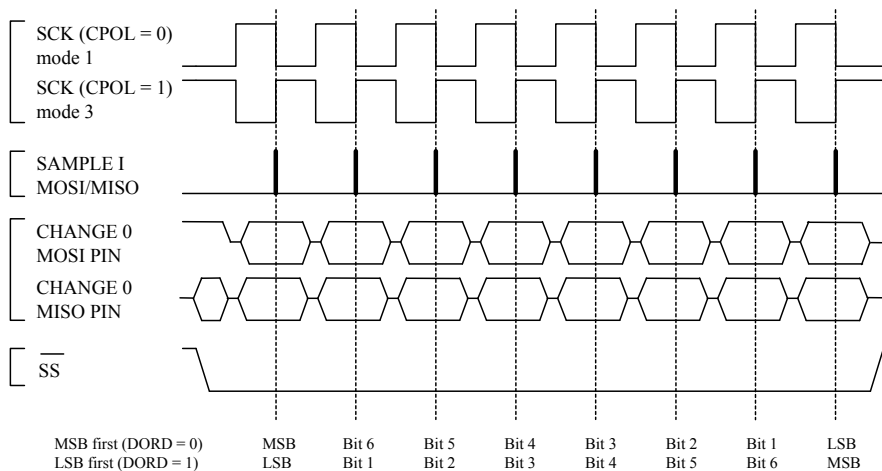 SCK (CPOL = 0)
mode 1
SCK (CPOL = 1)
mode 3
SAMPLE I
MOSI/MISO
CHANGE 0
MOSI PIN
CHANGE 0
MISO PIN
SS
MSB first (DORD = 0) MSB Bit 6 Bit 5 Bit 4 Bit 3 Bit 2 Bit 1 LSB
LSB first (DORD = 1) LSB Bit 1 Bit 2 Bit 3 Bit 4 Bit 5 Bit 6 MSB